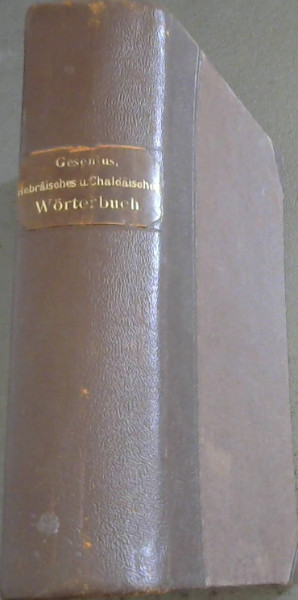 Gesenius,
Hebräisches u. Chaldäisches
Wörterbuch